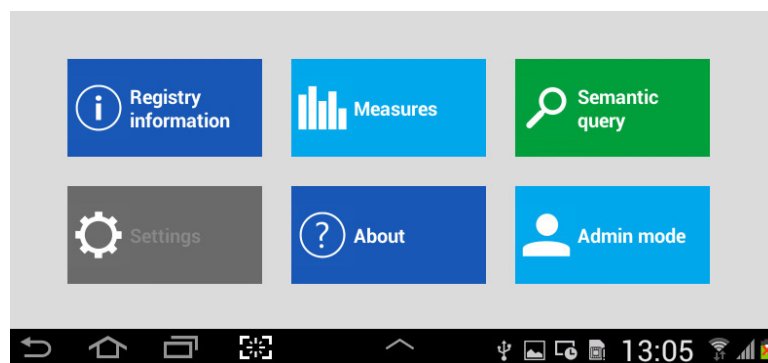 Registry
information
Measures
Semantic
query
Settings
About
Admin mode
13:05